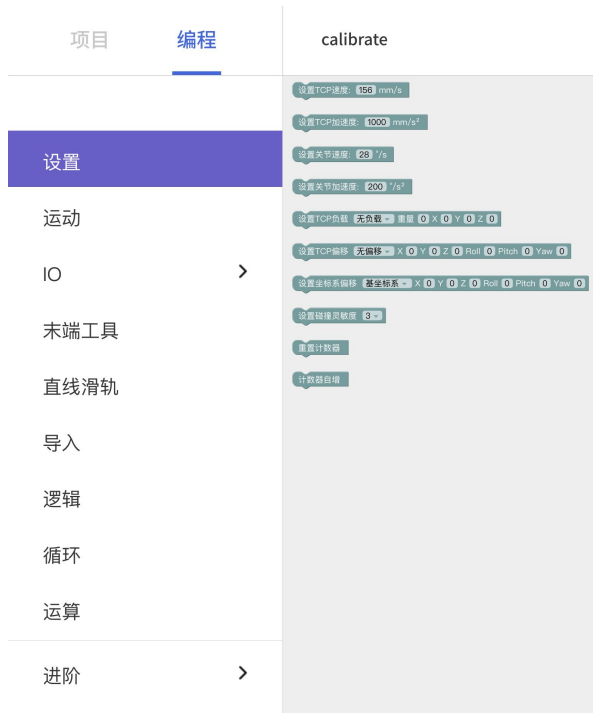 项目 编程 calibrate
设置
运动
IO
末端工具
直线滑轨
导入
逻辑
循环
运算
进阶
设置TCP速度: 156 mm/s
设置TCP加速度: 1000 mm/s²
设置关节速度: 28 °/s
设置关节加速度: 200 °/s²
设置TCP负载 无负载 重量 0 X 0 Y 0 Z 0
设置TCP偏移 无偏移 X 0 Y 0 Z 0 Roll 0 Pitch 0 Yaw 0
设置坐标系偏移 基坐标系 X 0 Y 0 Z 0 Roll 0 Pitch 0 Yaw 0
设置碰撞灵敏度 3
重置计数器
计数器自增